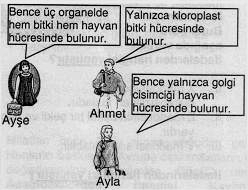 Bence üç organelde
hem bitki hem hayvan
hücresinde bulunur.
Yalnızca kloroplast
bitki hücresinde
bulunur.
Bence yalnızca golgi
cisimciği hayvan
hücresinde bulunur.
Ayşe
Ahmet
Ayla